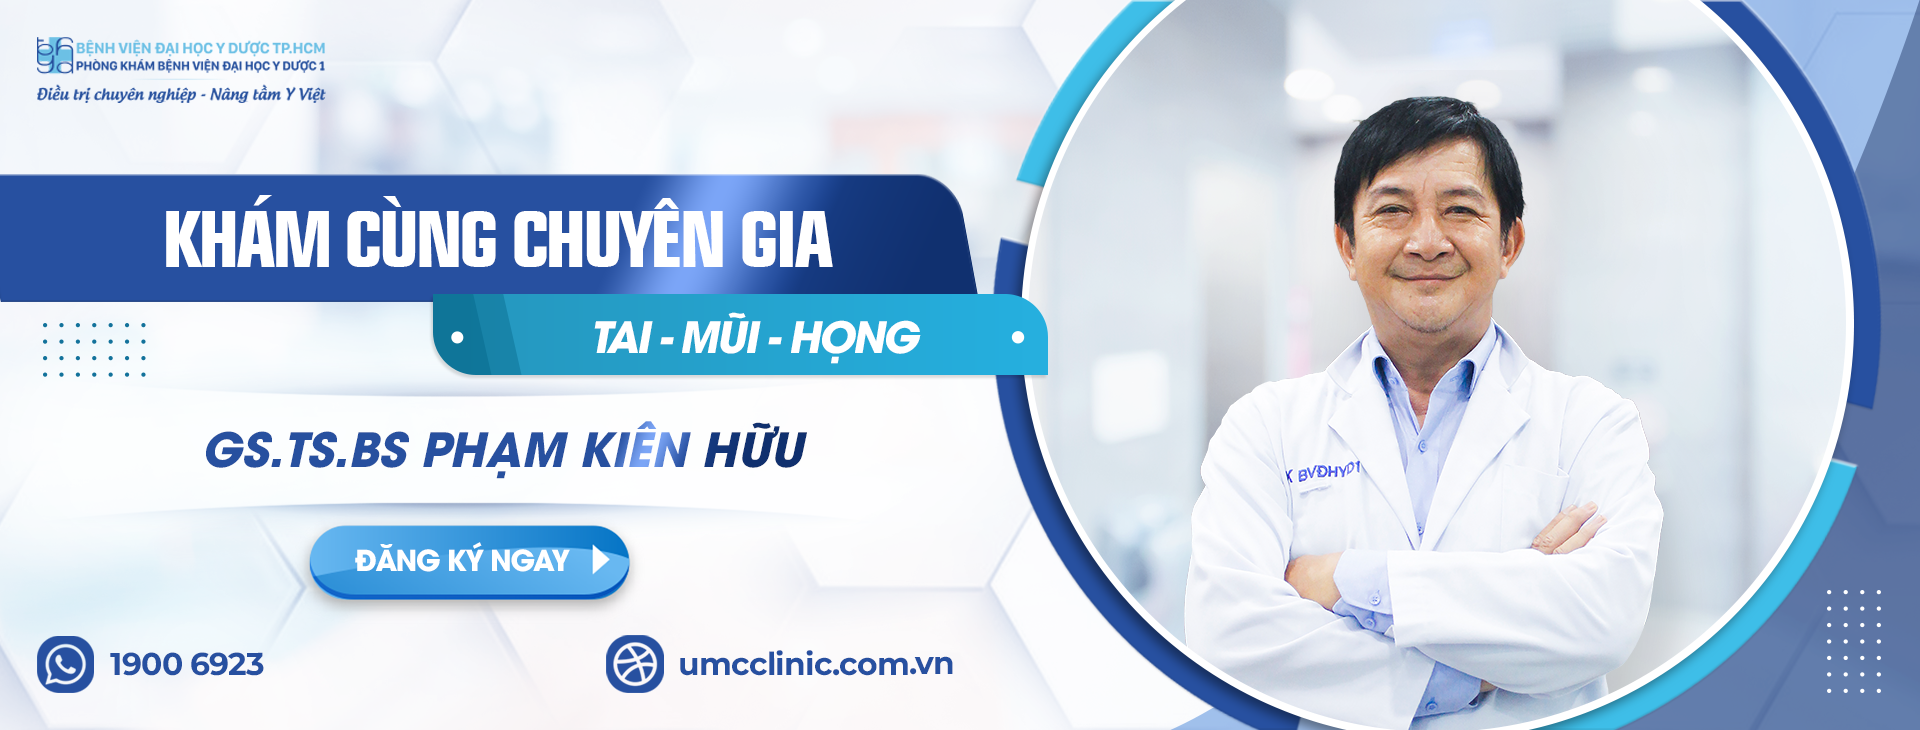 BỆNH VIỆN ĐẠI HỌC Y DƯỢC TP.HCM
PHÒNG KHÁM BỆNH VIỆN ĐẠI HỌC Y DƯỢC 1
Điều trị chuyên nghiệp - Nâng tầm Y Việt
KHÁM CÙNG CHUYÊN GIA
TAI - MŨI - HỌNG
GS.TS.BS PHẠM KIÊN HỮU
ĐĂNG KÝ NGAY
1900 6923
umcclinic.com.vn
K BVĐHYD1